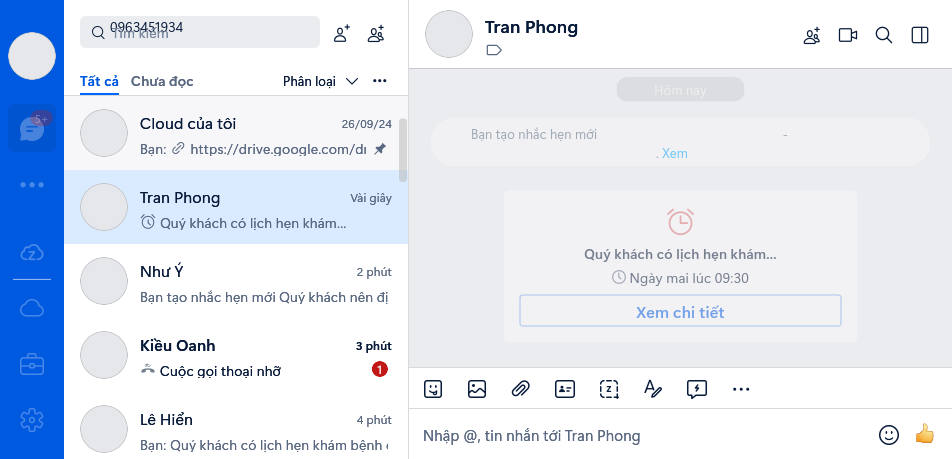 0963451934
Tìm kiếm
Tất cả Chưa đọc Phân loại
5+
Cloud của tôi 26/09/24
Bạn: https://drive.google.com/dr
Tran Phong Vài giây
Quý khách có lịch hẹn khám...
Như Ý 2 phút
Bạn tạo nhắc hẹn mới Quý khách nên đị
Kiều Oanh 3 phút
Cuộc gọi thoại nhỡ 1
Lê Hiển 4 phút
Bạn: Quý khách có lịch hẹn khám bệnh
Tran Phong
Hôm nay
Bạn tạo nhắc hẹn mới -
. Xem
Quý khách có lịch hẹn khám...
Ngày mai lúc 09:30
Xem chi tiết
Nhập @, tin nhắn tới Tran Phong